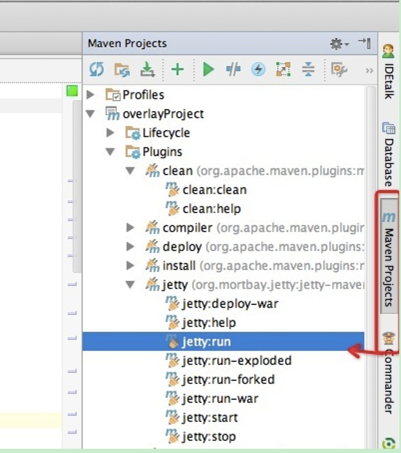 Maven Projects
»
Profiles
overlayProject
Lifecycle
Plugins
clean (org.apache.maven.plugins:r
clean:clean
clean:help
compiler (org.apache.maven.plugir
deploy (org.apache.maven.plugins:
install (org.apache.maven.plugins:r
jetty (org.mortbay.jetty:jetty-mave
jetty:deploy-war
jetty:help
jetty:run
jetty:run-exploded
jetty:run-forked
jetty:run-war
jetty:start
jetty:stop
IDEtalk
Database
Maven Projects
Commander